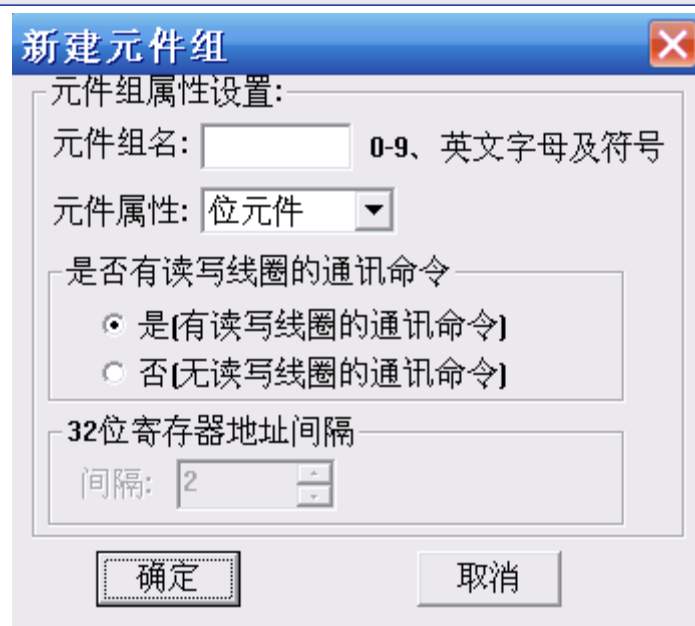 新建元件组
元件组属性设置:
元件组名: 0-9、英文字母及符号
元件属性: 位元件
是否有读写线圈的通讯命令
是(有读写线圈的通讯命令)
否(无读写线圈的通讯命令)
32位寄存器地址间隔
间隔: 2
确定 取消